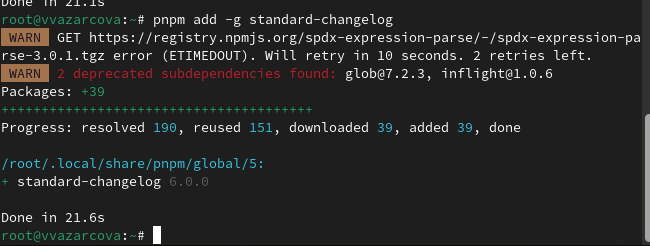 Done in 21.1s
root@vvazarcova:~# pnpm add -g standard-changelog
WARN GET https://registry.npmjs.org/spdx-expression-parse/-/spdx-expression-pa
rse-3.0.1.tgz error (ETIMEDOUT). Will retry in 10 seconds. 2 retries left.
WARN 2 deprecated subdependencies found: glob@7.2.3, inflight@1.0.6
Packages: +39
+++++++++++++++++++++++++++++++++++++++
Progress: resolved 190, reused 151, downloaded 39, added 39, done
/root/.local/share/pnpm/global/5:
+ standard-changelog 6.0.0
Done in 21.6s
root@vvazarcova:~#